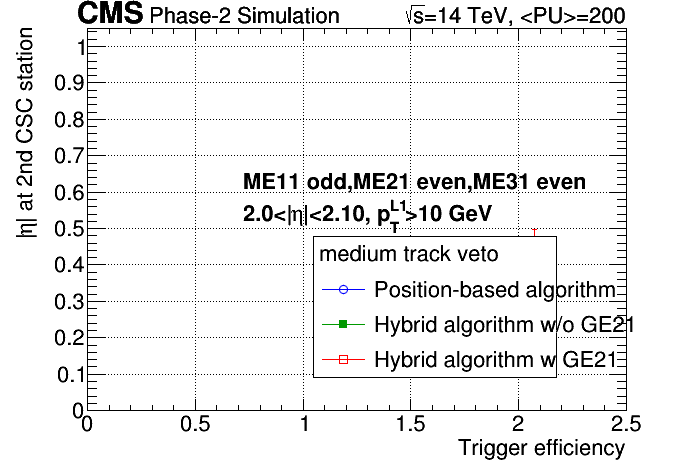 CMS Phase-2 Simulation √s=14 TeV, <PU>=200
|η| at 2nd CSC station
1
0.9
0.8
0.7
0.6
0.5
0.4
0.3
0.2
0.1
0
ME11 odd,ME21 even,ME31 even
2.0<|η|<2.10, p_T^L1>10 GeV
medium track veto
Position-based algorithm
Hybrid algorithm w/o GE21
Hybrid algorithm w GE21
0 0.5 1 1.5 2 2.5
Trigger efficiency